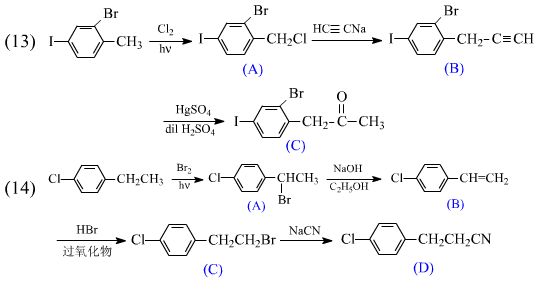 (13) I Br CH₃ Cl₂ hν I Br CH₂Cl HC≡CNa I Br CH₂-C≡CH
(A) (B)
HgSO₄ dil H₂SO₄ I Br CH₂-C-CH₃ O
(C)
(14) Cl CH₂CH₃ Br₂ hν Cl CHCH₃ Br NaOH C₂H₅OH Cl CH=CH₂
(A) (B)
HBr 过氧化物 Cl CH₂CH₂Br NaCN Cl CH₂CH₂CN
(C) (D)